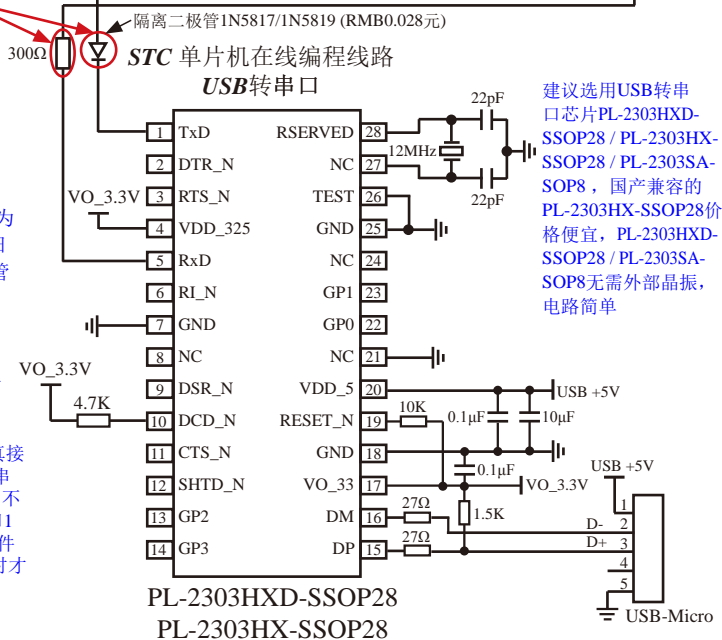 隔离二极管1N5817/1N5819 (RMB0.028元)
300Ω
STC 单片机在线编程线路
USB转串口
建议选用USB转串
口芯片PL-2303HXD-
SSOP28 / PL-2303HX-
SSOP28 / PL-2303SA-
SOP8 ，国产兼容的
PL-2303HX-SSOP28价
格便宜，PL-2303HXD-
SSOP28 / PL-2303SA-
SOP8无需外部晶振，
电路简单
22pF
12MHz
22pF
VO_3.3V
为
管
1 TxD
2 DTR_N
3 RTS_N
4 VDD_325
5 RxD
6 RI_N
7 GND
8 NC
9 DSR_N
10 DCD_N
11 CTS_N
12 SHTD_N
13 GP2
14 GP3
RSERVED 28
NC 27
TEST 26
GND 25
NC 24
GP1 23
GP0 22
NC 21
VDD_5 20
RESET_N 19
GND 18
VO_33 17
DM 16
DP 15
VO_3.3V
4.7K
接
串
不
1
件
才
10K
0.1μF
10μF
USB +5V
0.1μF
VO_3.3V
1.5K
27Ω
27Ω
USB +5V
D-
D+
1
2
3
4
5
USB-Micro
PL-2303HXD-SSOP28
PL-2303HX-SSOP28